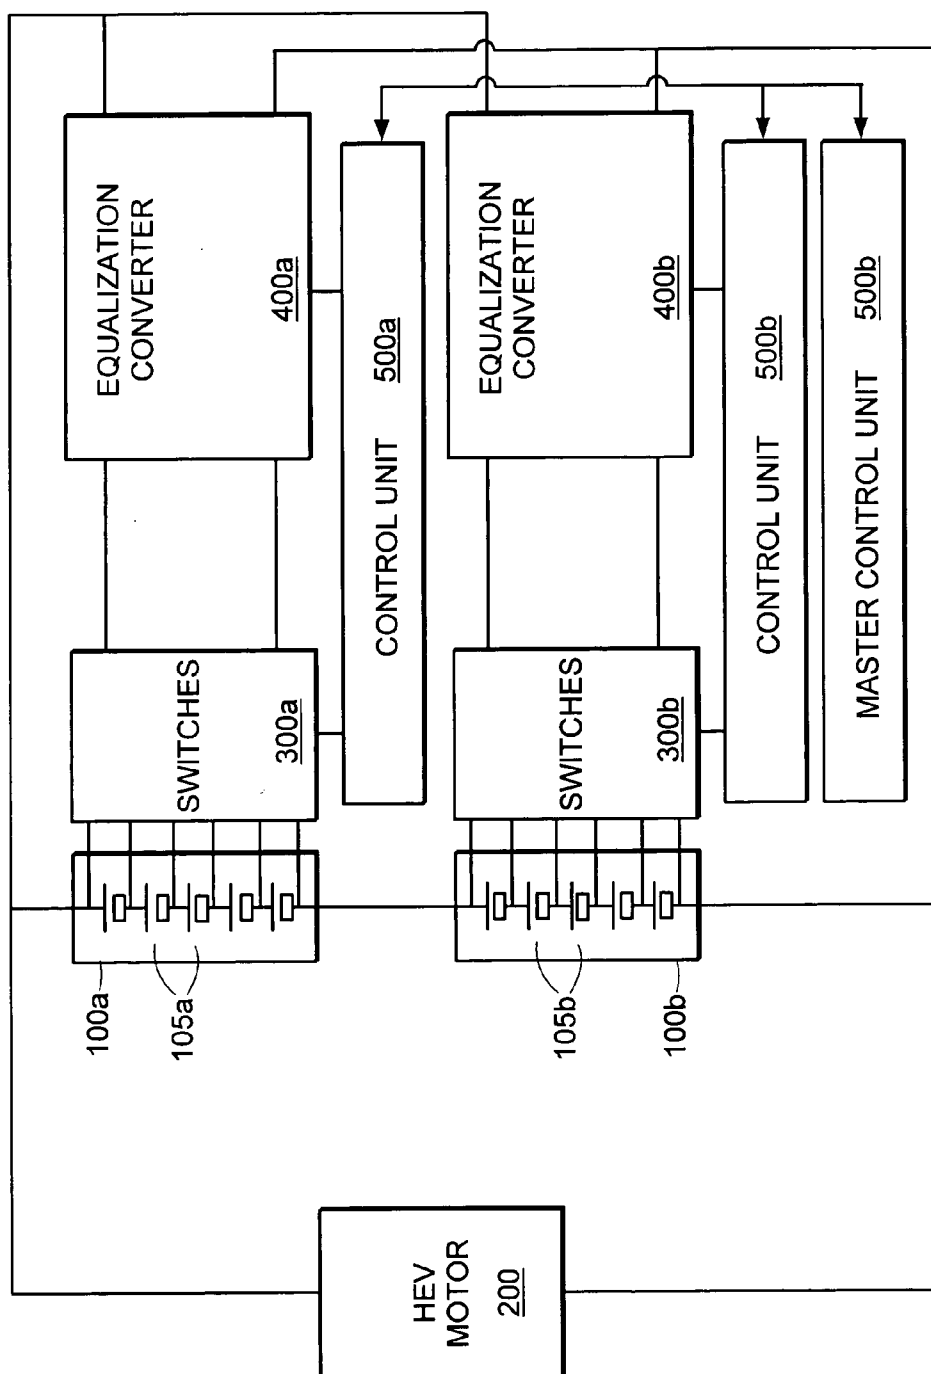 EQUALIZATION
CONVERTER
400a
CONTROL UNIT 500a
SWITCHES
300a
100a
105a
EQUALIZATION
CONVERTER
400b
CONTROL UNIT 500b
MASTER CONTROL UNIT 500b
SWITCHES
300b
105b
100b
HEV
MOTOR
200